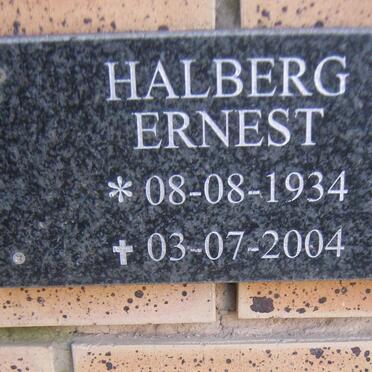 HALBERG
ERNEST
* 08-08-1934
✝ 03-07-2004